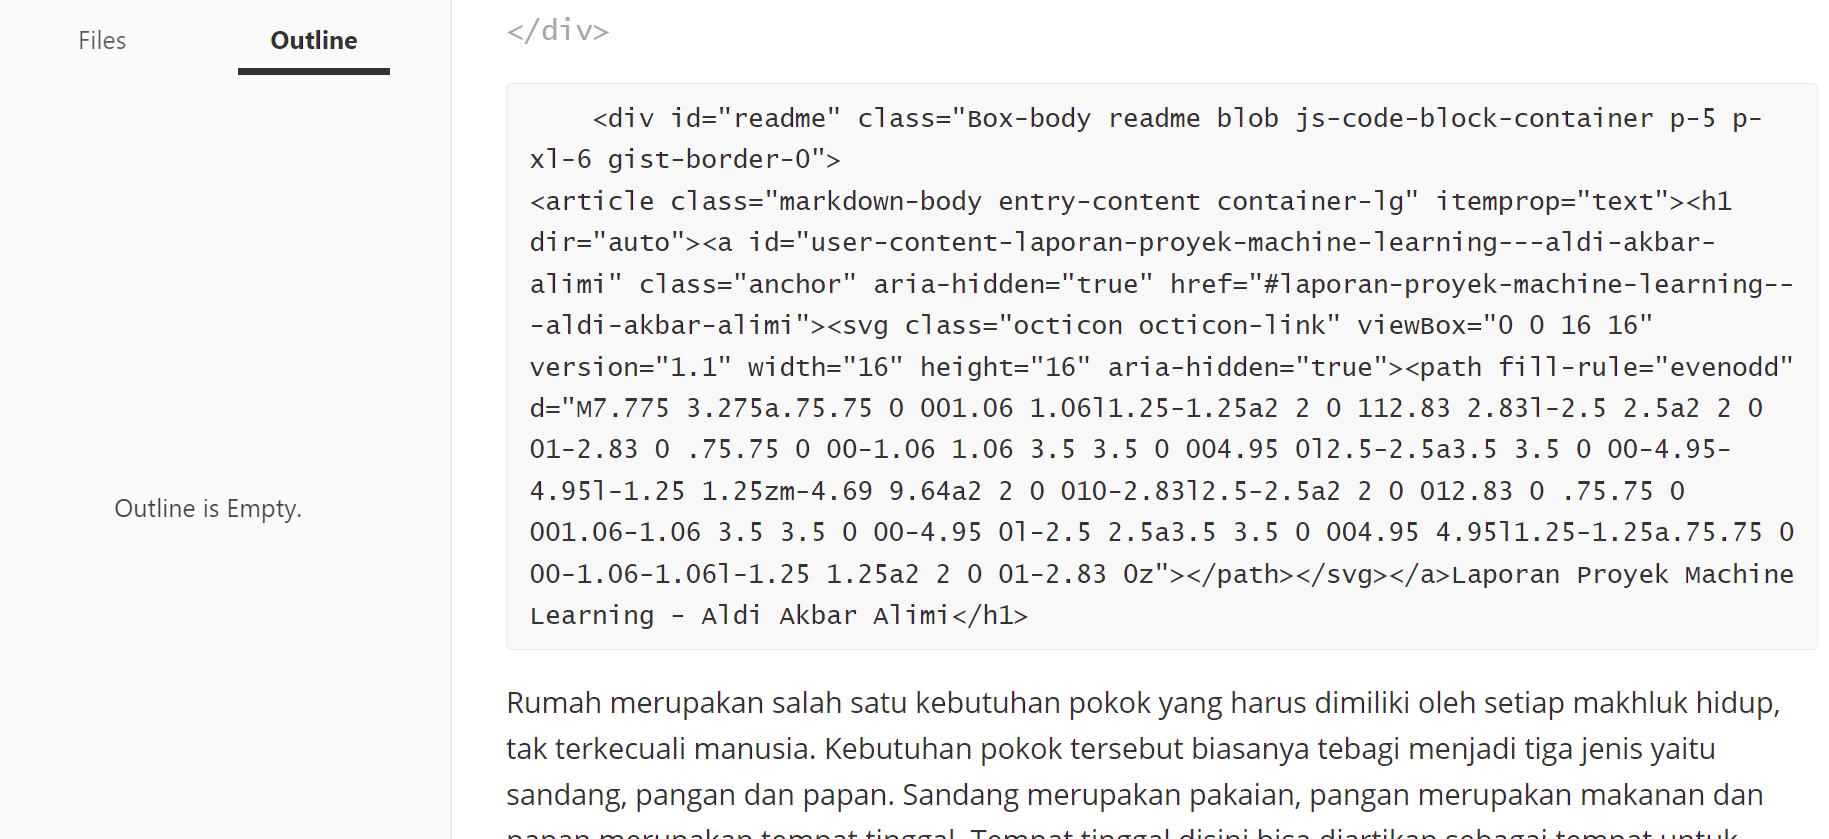 Files
Outline
Outline is Empty.
</div>
<div id="readme" class="Box-body readme blob js-code-block-container p-5 p-
xl-6 gist-border-0">
<article class="markdown-body entry-content container-lg" itemprop="text"><h1
dir="auto"><a id="user-content-laporan-proyek-machine-learning---aldi-akbar-
alimi" class="anchor" aria-hidden="true" href="#laporan-proyek-machine-learning--
-aldi-akbar-alimi"><svg class="octicon octicon-link" viewBox="0 0 16 16"
version="1.1" width="16" height="16" aria-hidden="true"><path fill-rule="evenodd"
d="M7.775 3.275a.75.75 0 001.06 1.06l1.25-1.25a2 2 0 112.83 2.83l-2.5 2.5a2 2 0
01-2.83 0 .75.75 0 00-1.06 1.06 3.5 3.5 0 004.95 0l2.5-2.5a3.5 3.5 0 00-4.95-
4.95l-1.25 1.25zm-4.69 9.64a2 2 0 010-2.83l2.5-2.5a2 2 0 012.83 0 .75.75 0
001.06-1.06 3.5 3.5 0 00-4.95 0l-2.5 2.5a3.5 3.5 0 004.95 4.95l1.25-1.25a.75.75 0
00-1.06-1.06l-1.25 1.25a2 2 0 01-2.83 0z"></path></svg></a>Laporan Proyek Machine
Learning - Aldi Akbar Alimi</h1>
Rumah merupakan salah satu kebutuhan pokok yang harus dimiliki oleh setiap makhluk hidup,
tak terkecuali manusia. Kebutuhan pokok tersebut biasanya tebagi menjadi tiga jenis yaitu
sandang, pangan dan papan. Sandang merupakan pakaian, pangan merupakan makanan dan
papan merupakan tempat tinggal. Tempat tinggal disini bisa diartikan sebagai tempat untuk